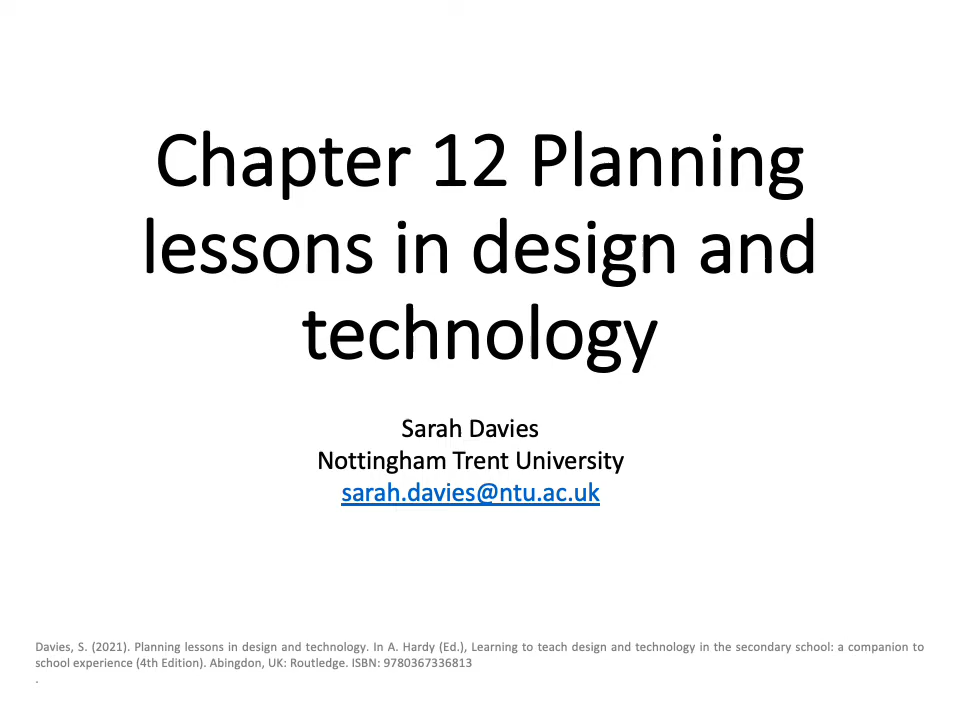 Chapter 12 Planning
lessons in design and
technology
Sarah Davies
Nottingham Trent University
sarah.davies@ntu.ac.uk
Davies, S. (2021). Planning lessons in design and technology. In A. Hardy (Ed.), Learning to teach design and technology in the secondary school: a companion to
school experience (4th Edition). Abingdon, UK: Routledge. ISBN: 9780367336813
.